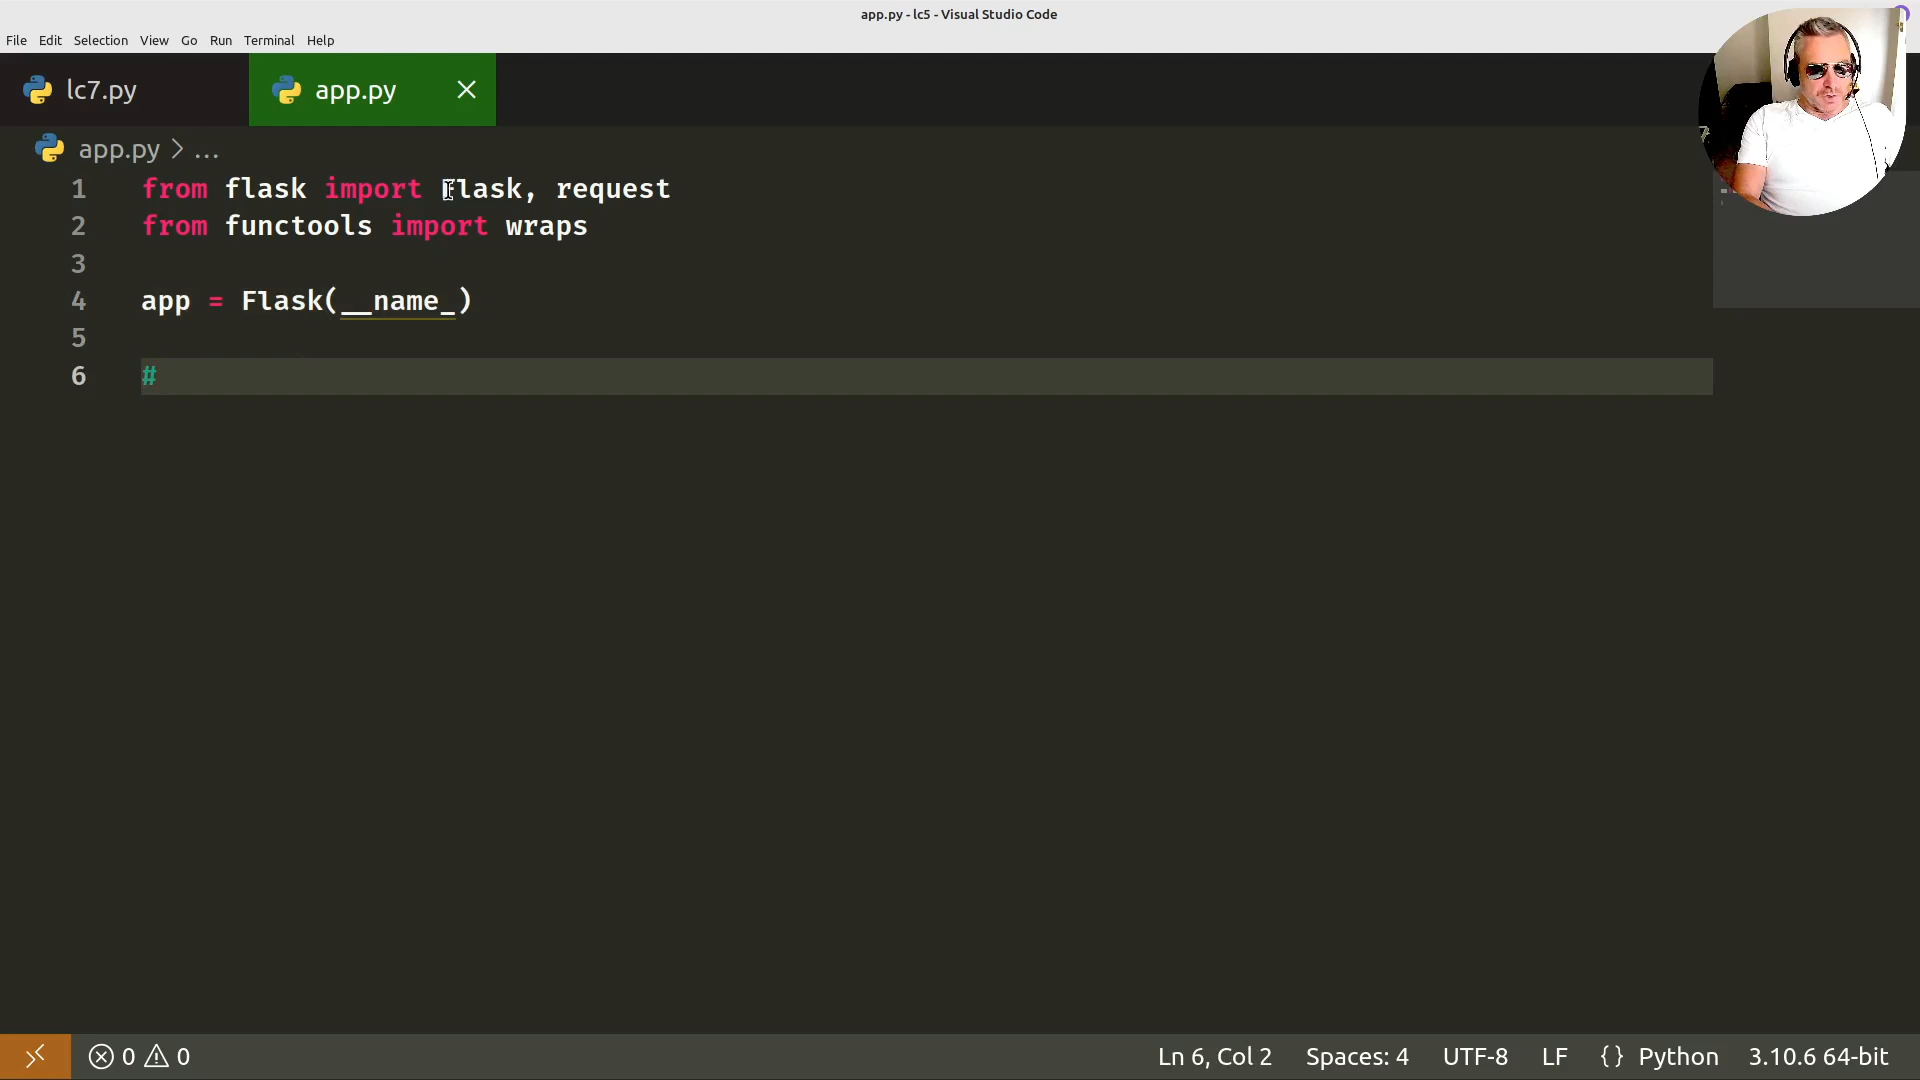 app.py - lc5 - Visual Studio Code
File Edit Selection View Go Run Terminal Help
lc7.py app.py
app.py > ...
1 from flask import Flask, request
2 from functools import wraps
3
4 app = Flask(__name_)
5
6 #
0 0 Ln 6, Col 2 Spaces: 4 UTF-8 LF {} Python 3.10.6 64-bit